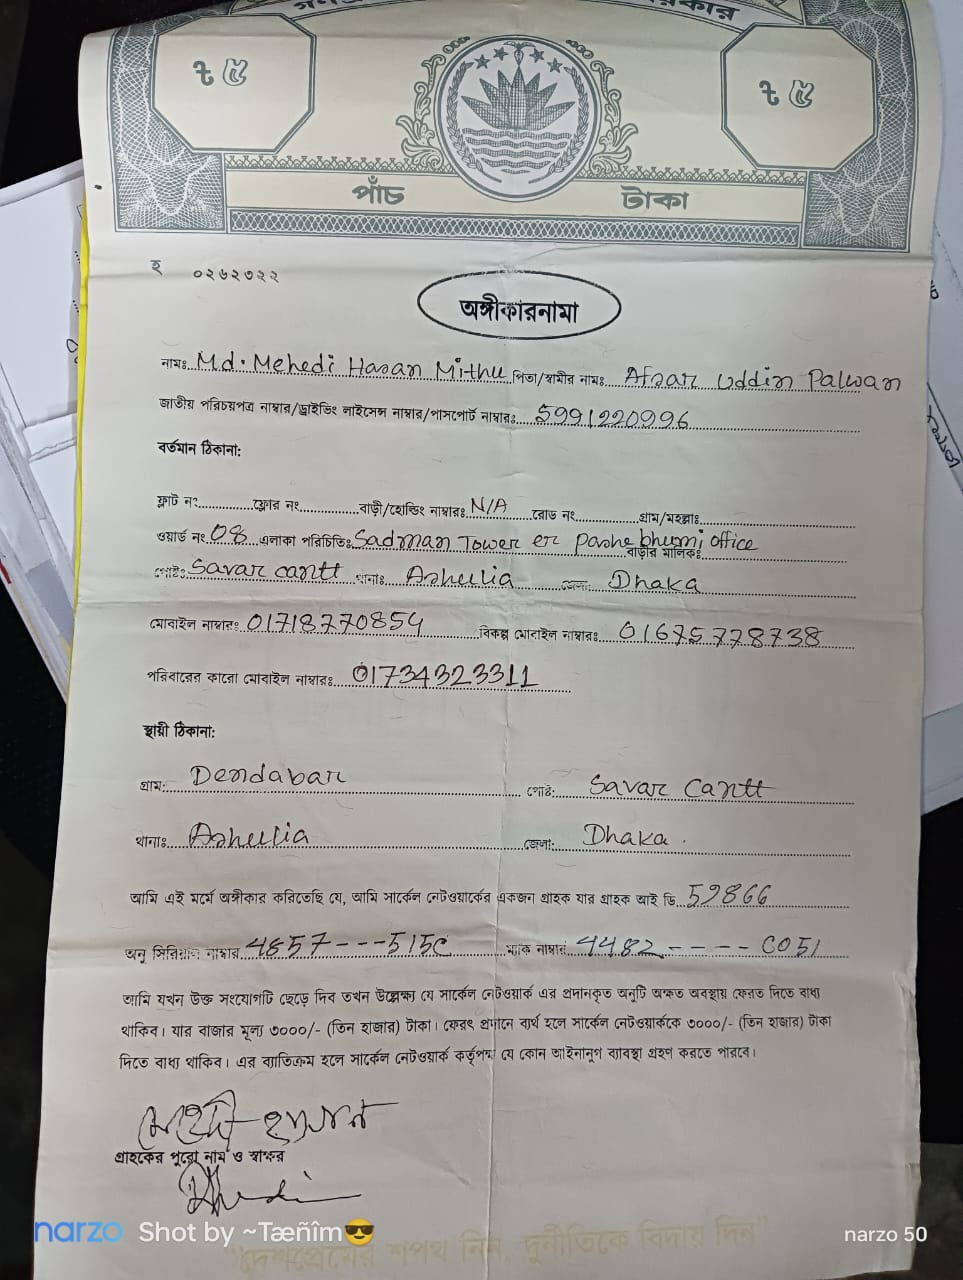 ৳ ৫
৳ ৫
পাঁচ টাকা
হ ০২৬২৩২২
অঙ্গীকারনামা
নামঃ Md. Mehedi Hasan Mithu পিতা/স্বামীর নামঃ Afsar Uddin Palwan
জাতীয় পরিচয়পত্র নাম্বার/ড্রাইভিং লাইসেন্স নাম্বার/পাসপোর্ট নাম্বারঃ 5991220996
বর্তমান ঠিকানা:
ফ্লাট নং ফ্লোর নং বাড়ী/হোল্ডিং নাম্বারঃ N/A রোড নং গ্রাম/মহল্লাঃ
ওয়ার্ড নং 08 এলাকা পরিচিতিঃ Sadman Tower er pashe bhumi office বাড়ীর মালিকঃ
পোষ্টঃ Savar cantt থানাঃ Ashulia জেলা: Dhaka
মোবাইল নাম্বারঃ 01718770854 বিকল্প মোবাইল নাম্বারঃ 01675778738
পরিবারের কারো মোবাইল নাম্বারঃ 01734323311
স্থায়ী ঠিকানা:
গ্রাম: Dendabar পোষ্ট: Savar Cantt
থানাঃ Ashulia জেলা: Dhaka.
আমি এই মর্মে অঙ্গীকার করিতেছি যে, আমি সার্কেল নেটওয়ার্কের একজন গ্রাহক যার গ্রাহক আই ডি 59866
অনু সিরিয়াল নাম্বার 4857---515C ম্যাক নাম্বার 4482----C051
আমি যখন উক্ত সংযোগটি ছেড়ে দিব তখন উল্লেক্ষ্য যে সার্কেল নেটওয়ার্ক এর প্রদানকৃত অনুটি অক্ষত অবস্থায় ফেরত দিতে বাধ্য
থাকিব। যার বাজার মূল্য ৩০০০/- (তিন হাজার) টাকা। ফেরৎ প্রদানে ব্যর্থ হলে সার্কেল নেটওয়ার্ককে ৩০০০/- (তিন হাজার) টাকা
দিতে বাধ্য থাকিব। এর ব্যাতিক্রম হলে সার্কেল নেটওয়ার্ক কর্তৃপক্ষ যে কোন আইনানুগ ব্যবস্থা গ্রহণ করতে পারবে।
মেহেদি হাসান
গ্রাহকের পুরো নাম ও স্বাক্ষর
narzo Shot by ~Tæñîm😎 narzo 50
"দেশপ্রেমের শপথ নিন, দুর্নীতিকে বিদায় দিন"